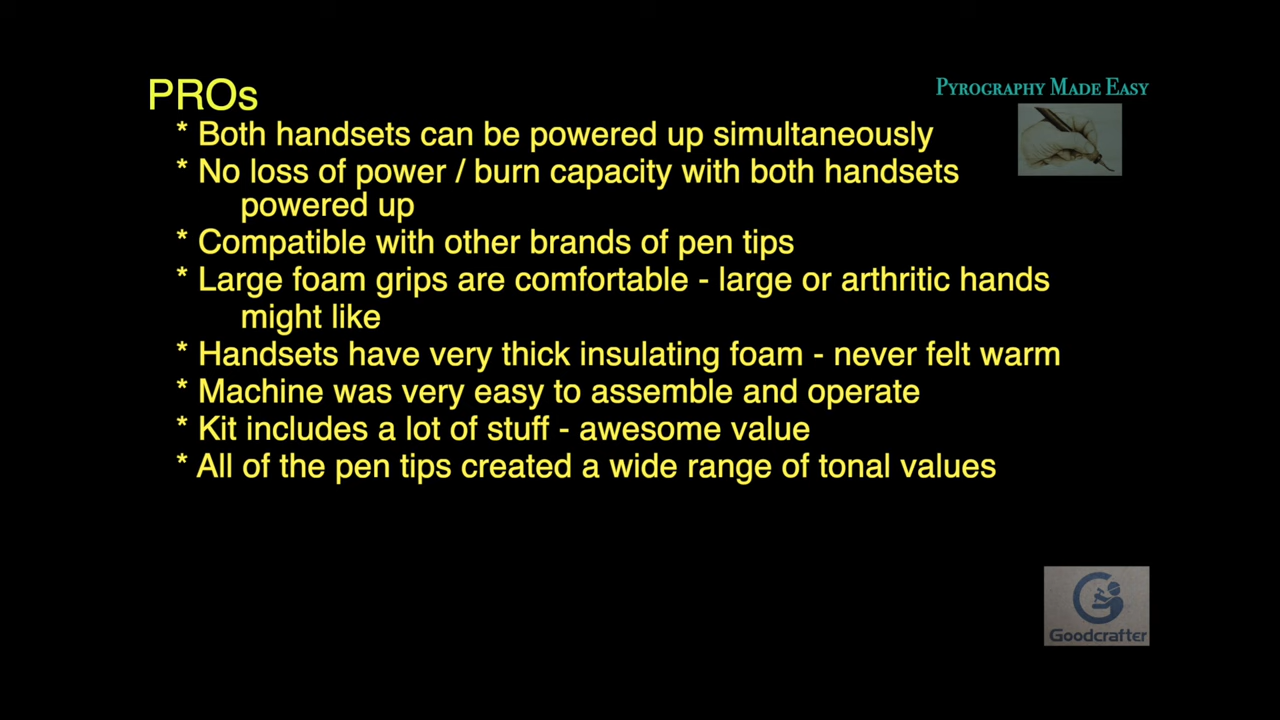 PROs
PYROGRAPHY MADE EASY
* Both handsets can be powered up simultaneously
* No loss of power / burn capacity with both handsets
powered up
* Compatible with other brands of pen tips
* Large foam grips are comfortable - large or arthritic hands
might like
* Handsets have very thick insulating foam - never felt warm
* Machine was very easy to assemble and operate
* Kit includes a lot of stuff - awesome value
* All of the pen tips created a wide range of tonal values
Goodcrafter